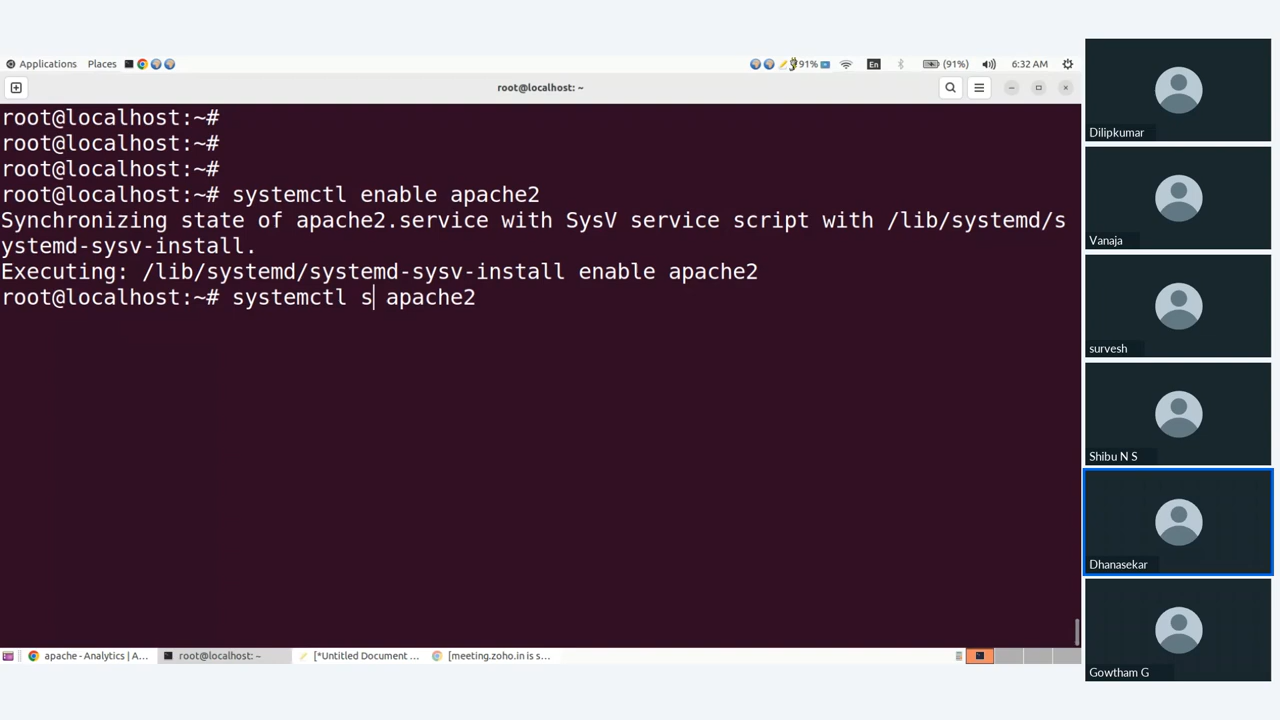 Applications Places 91% En (91%) 6:32 AM
root@localhost: ~
root@localhost:~#
root@localhost:~#
root@localhost:~#
root@localhost:~# systemctl enable apache2
Synchronizing state of apache2.service with SysV service script with /lib/systemd/s
ystemd-sysv-install.
Executing: /lib/systemd/systemd-sysv-install enable apache2
root@localhost:~# systemctl s apache2
apache - Analytics | A... root@localhost: ~ [*Untitled Document ... [meeting.zoho.in is s...
Dilipkumar
Vanaja
survesh
Shibu N S
Dhanasekar
Gowtham G